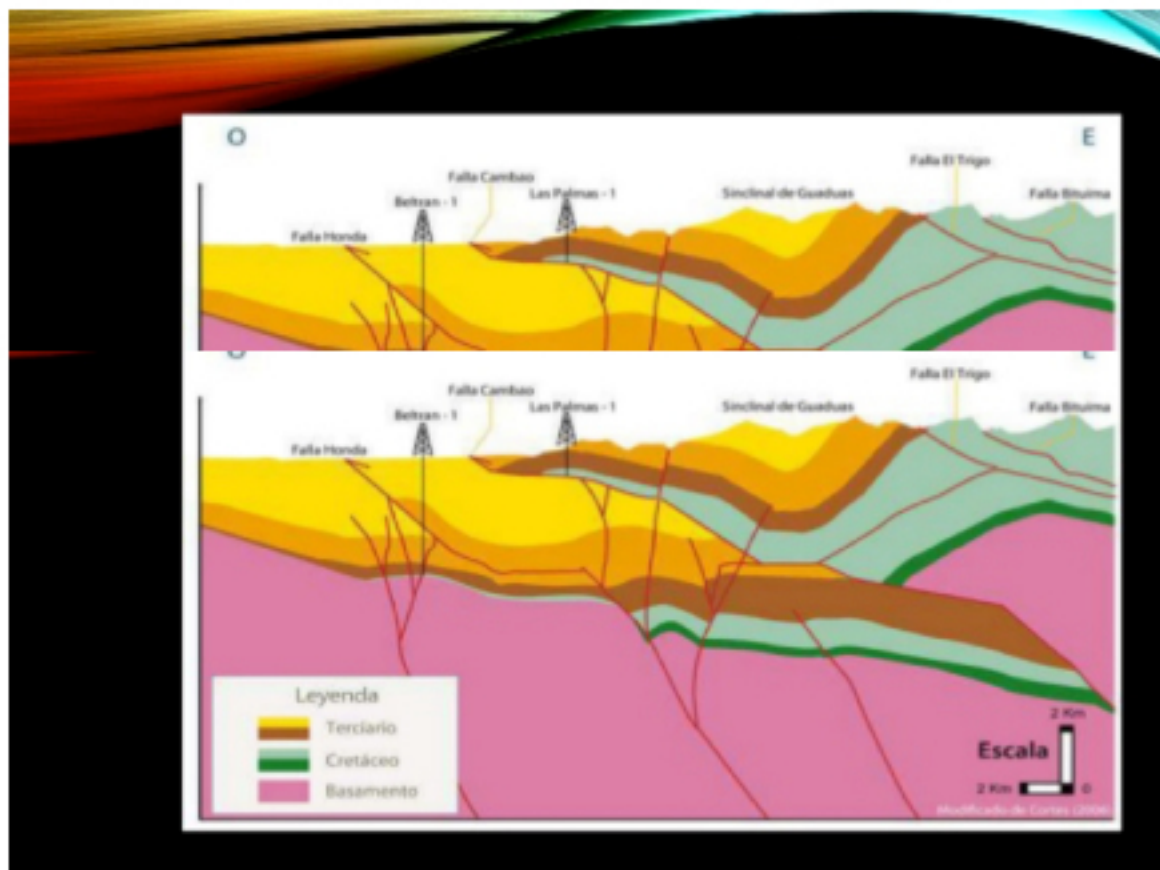 O E
Falla El Trigo
Falla Cambao
Las Palmas - 1
Sinclinal de Guaduas
Falla Bituima
Beltran - 1
Falla Honda
O E
Falla El Trigo
Falla Cambao
Las Palmas - 1
Sinclinal de Guaduas
Falla Bituima
Beltran - 1
Falla Honda
Leyenda
Terciario
Cretáceo
Basamento
2 Km
Escala
2 Km 0
Modificado de Cortes (2004)